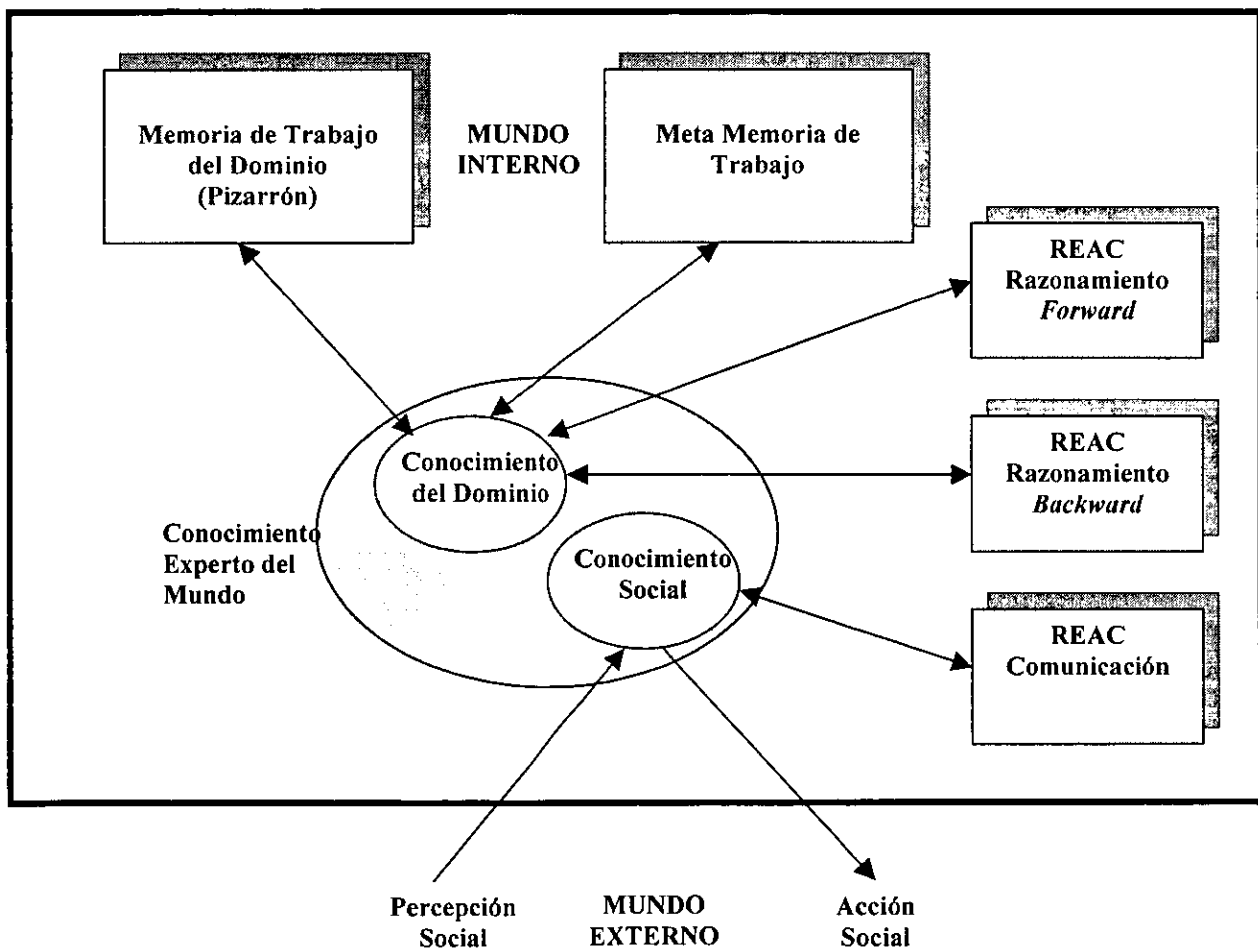 Memoria de Trabajo
del Dominio
(Pizarrón)
MUNDO
INTERNO
Meta Memoria de
Trabajo
REAC
Razonamiento
Forward
REAC
Razonamiento
Backward
REAC
Comunicación
Conocimiento
del Dominio
Conocimiento
Social
Conocimiento
Experto del
Mundo
Percepción
Social
MUNDO
EXTERNO
Acción
Social